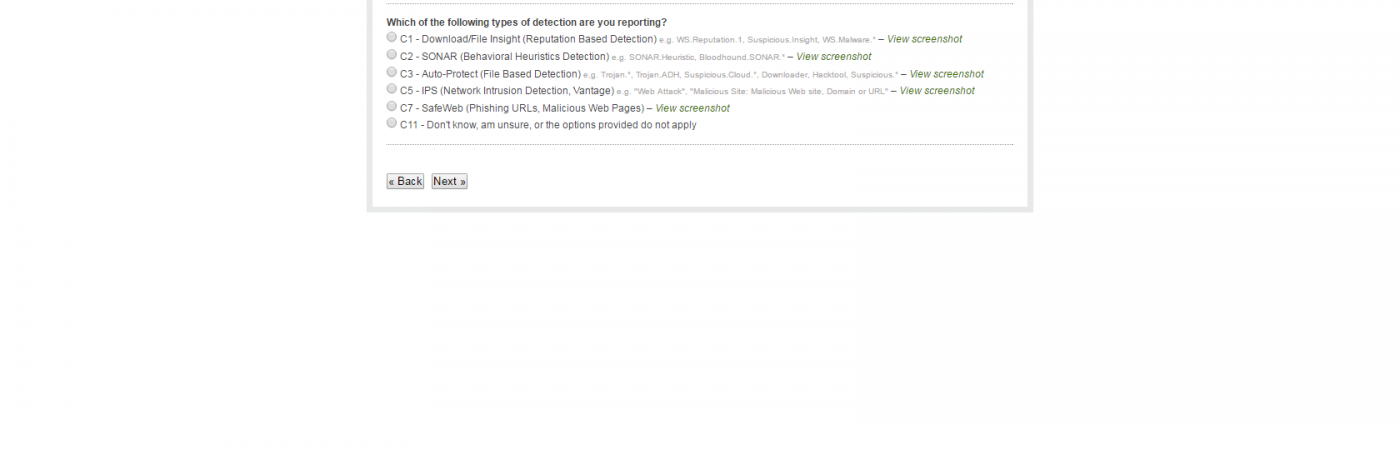 Which of the following types of detection are you reporting?
C1 - Download/File Insight (Reputation Based Detection) e.g. WS.Reputation.1, Suspicious.Insight, WS.Malware.* – View screenshot
C2 - SONAR (Behavioral Heuristics Detection) e.g. SONAR.Heuristic, Bloodhound.SONAR.* – View screenshot
C3 - Auto-Protect (File Based Detection) e.g. Trojan.*, Trojan.ADH, Suspicious.Cloud.*, Downloader, Hacktool, Suspicious.* – View screenshot
C5 - IPS (Network Intrusion Detection, Vantage) e.g. "Web Attack", "Malicious Site: Malicious Web site, Domain or URL" – View screenshot
C7 - SafeWeb (Phishing URLs, Malicious Web Pages) – View screenshot
C11 - Don't know, am unsure, or the options provided do not apply
« Back Next »